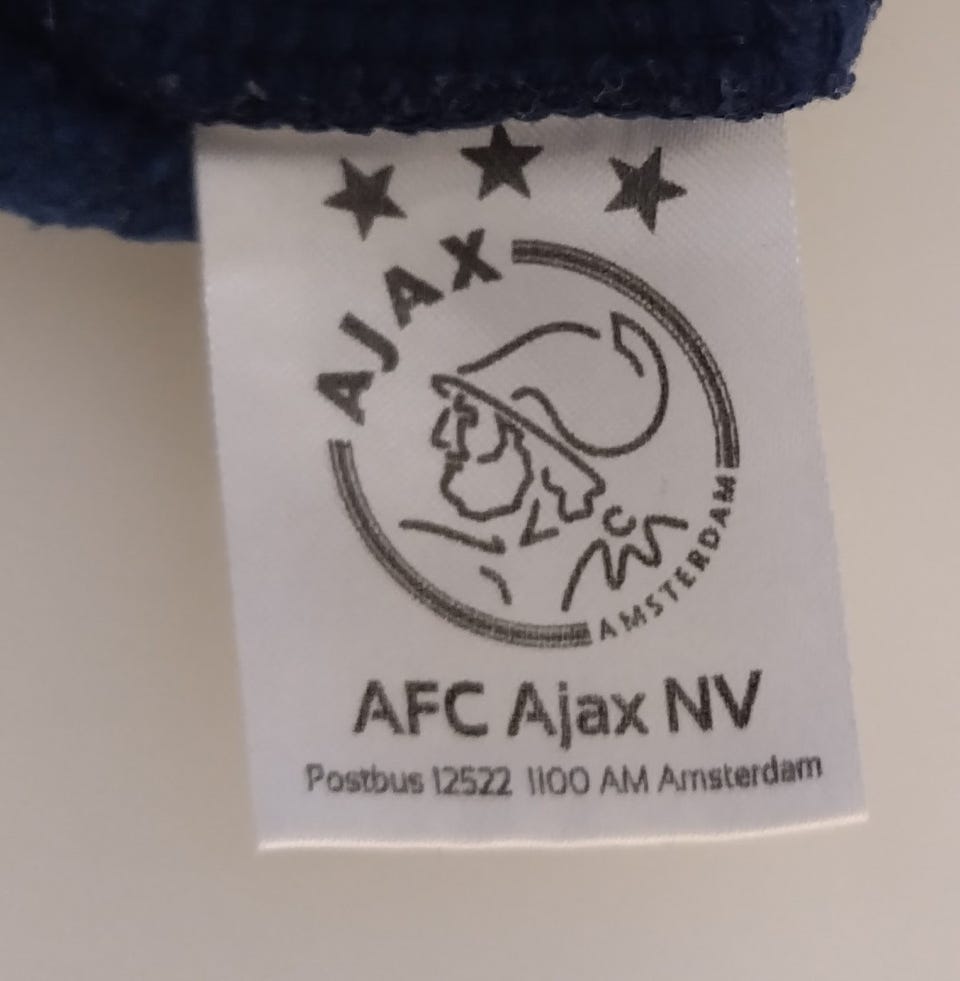 AJAX
AMSTERDAM
AFC Ajax NV
Postbus 12522 1100 AM Amsterdam